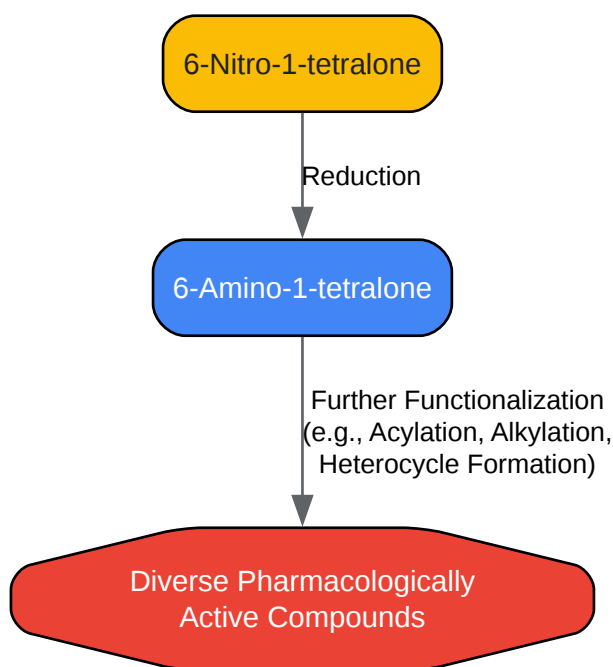 6-Nitro-1-tetralone
Reduction
6-Amino-1-tetralone
Further Functionalization
(e.g., Acylation, Alkylation,
Heterocycle Formation)
Diverse Pharmacologically
Active Compounds